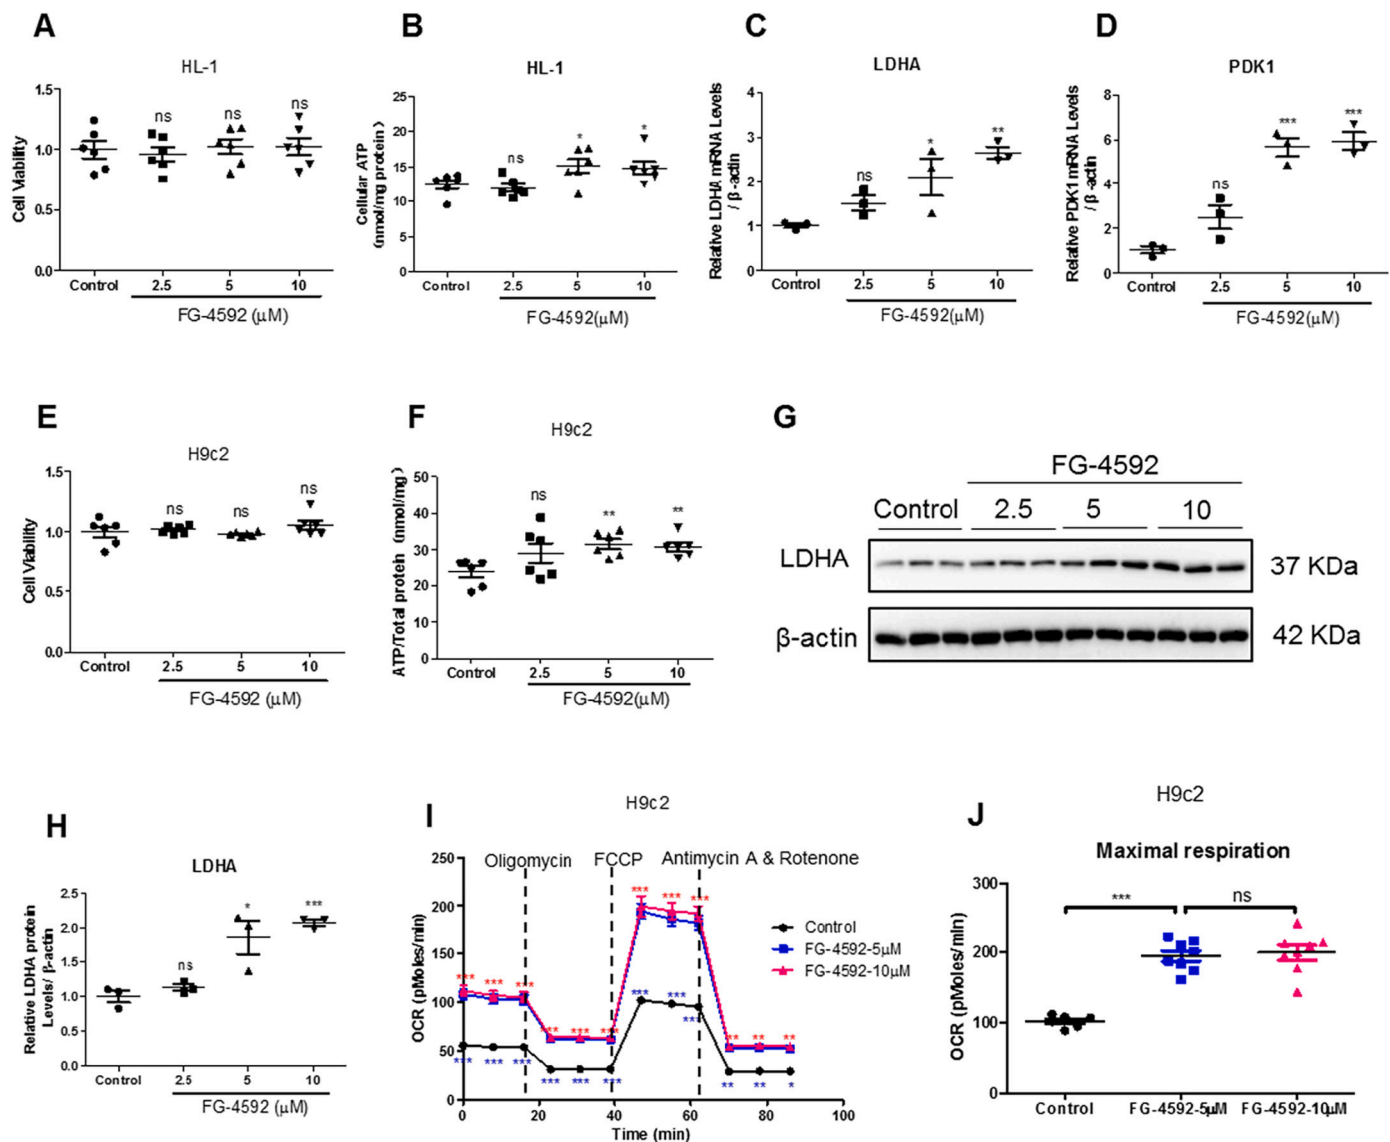 A
HL-1
Cell Viability
1.5
1.0
0.5
0.0
ns
ns
ns
Control
2.5
5
10
FG-4592 (μM)
B
HL-1
Cellular ATP
(nmol/mg protein)
25
20
15
10
5
0
ns
*
*
Control
2.5
5
10
FG-4592(μM)
C
LDHA
Relative LDHA mRNA Levels
/ β-actin
4
3
2
1
0
ns
*
**
Control
2.5
5
10
FG-4592(μM)
D
PDK1
Relative PDK1 mRNA Levels
/ β-actin
8
6
4
2
0
ns
***
***
Control
2.5
5
10
FG-4592(μM)
E
H9c2
Cell Viability
1.5
1.0
0.5
0.0
ns
ns
ns
Control
2.5
5
10
FG-4592 (μM)
F
H9c2
ATP/Total protein (nmol/mg)
50
40
30
20
10
0
ns
**
**
Control
2.5
5
10
FG-4592(μM)
G
FG-4592
Control 2.5 5 10
LDHA 37 KDa
β-actin 42 KDa
H
LDHA
Relative LDHA protein
Levels/ β-actin
2.5
2.0
1.5
1.0
0.5
0.0
ns
*
***
Control
2.5
5
10
FG-4592 (μM)
I
H9c2
Oligomycin FCCP Antimycin A & Rotenone
OCR (pMoles/min)
250
200
150
100
50
0
*** *** ***
*** *** ***
*** *** ***
** ** **
*** *** ***
*** *** ***
*** *** ***
** ** *
Control
FG-4592-5μM
FG-4592-10μM
0 20 40 60 80 100
Time (min)
J
H9c2
Maximal respiration
OCR (pMoles/min)
300
200
100
0
***
ns
Control
FG-4592-5μM
FG-4592-10μM